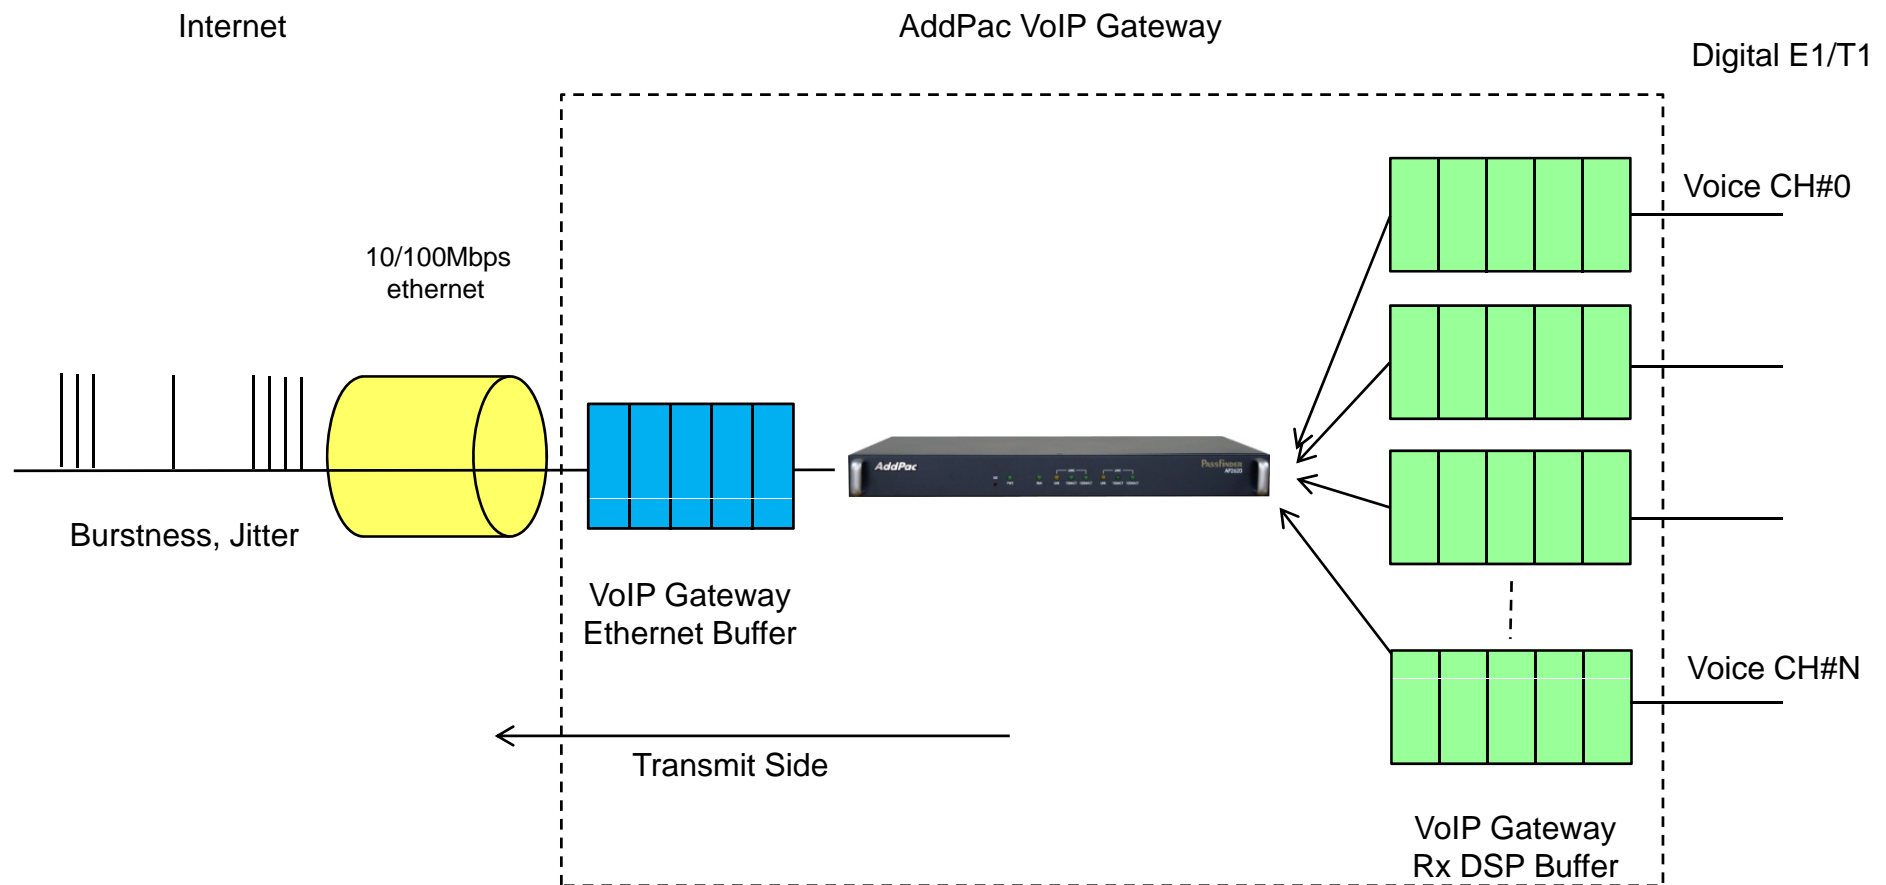 Internet
AddPac VoIP Gateway
Digital E1/T1
Voice CH#0
10/100Mbps
ethernet
AddPac
Burstness, Jitter
VoIP Gateway
Ethernet Buffer
Voice CH#N
Transmit Side
VoIP Gateway
Rx DSP Buffer